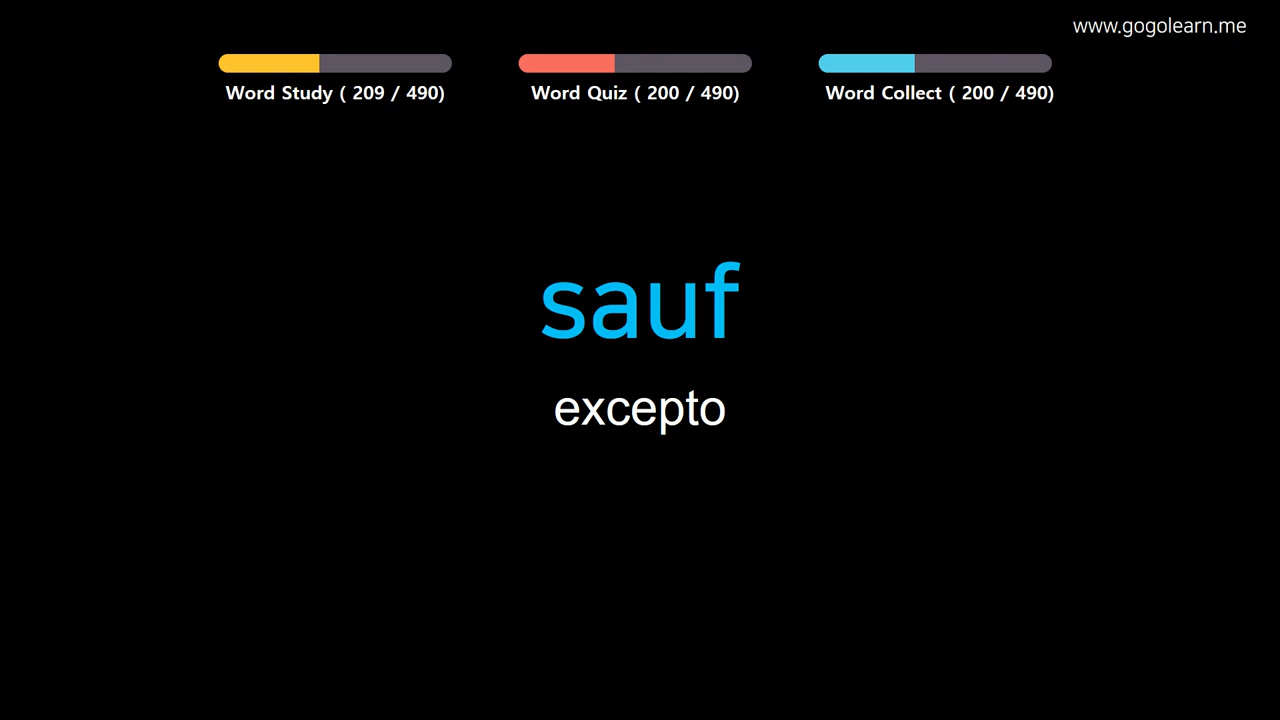 www.gogolearn.me
Word Study ( 209 / 490)
Word Quiz ( 200 / 490)
Word Collect ( 200 / 490)
sauf
excepto